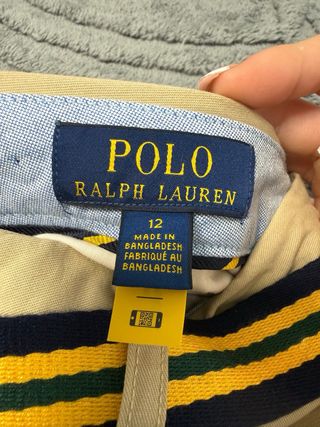 POLO
RALPH LAUREN
12
MADE IN
BANGLADESH
FABRIQUÉ AU
BANGLADESH